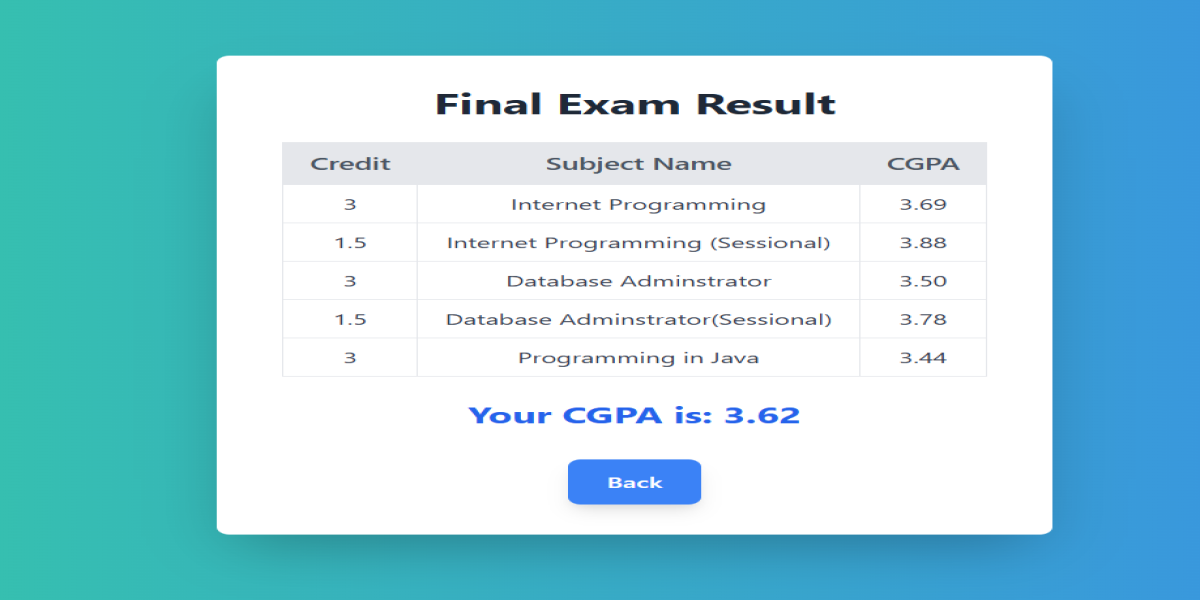 Final Exam Result
Credit Subject Name CGPA
3 Internet Programming 3.69
1.5 Internet Programming (Sessional) 3.88
3 Database Adminstrator 3.50
1.5 Database Adminstrator(Sessional) 3.78
3 Programming in Java 3.44
Your CGPA is: 3.62
Back